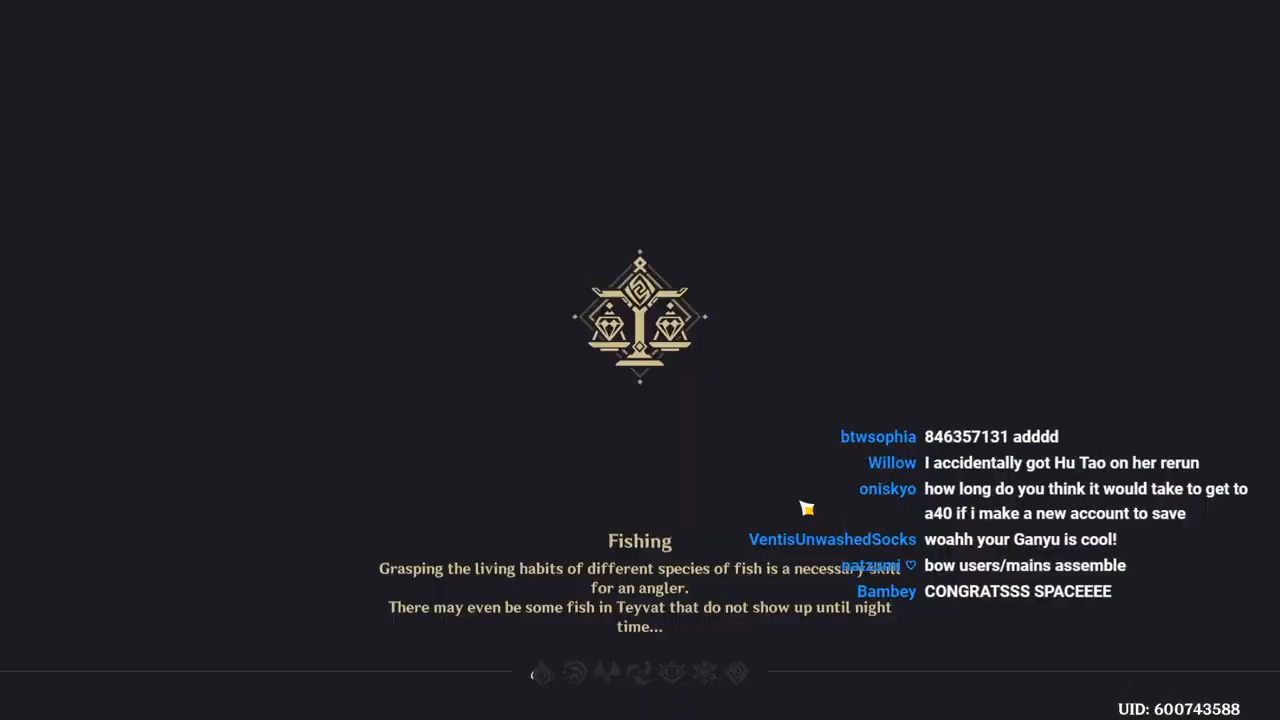 btwsophia 846357131 adddd
Willow I accidentally got Hu Tao on her rerun
oniskyo how long do you think it would take to get to
a40 if i make a new account to save
VentisUnwashedSocks woahh your Ganyu is cool!
natzumi ♡ bow users/mains assemble
Bambey CONGRATSSS SPACEEEE
Fishing
Grasping the living habits of different species of fish is a necessary skill
for an angler.
There may even be some fish in Teyvat that do not show up until night
time...
UID: 600743588